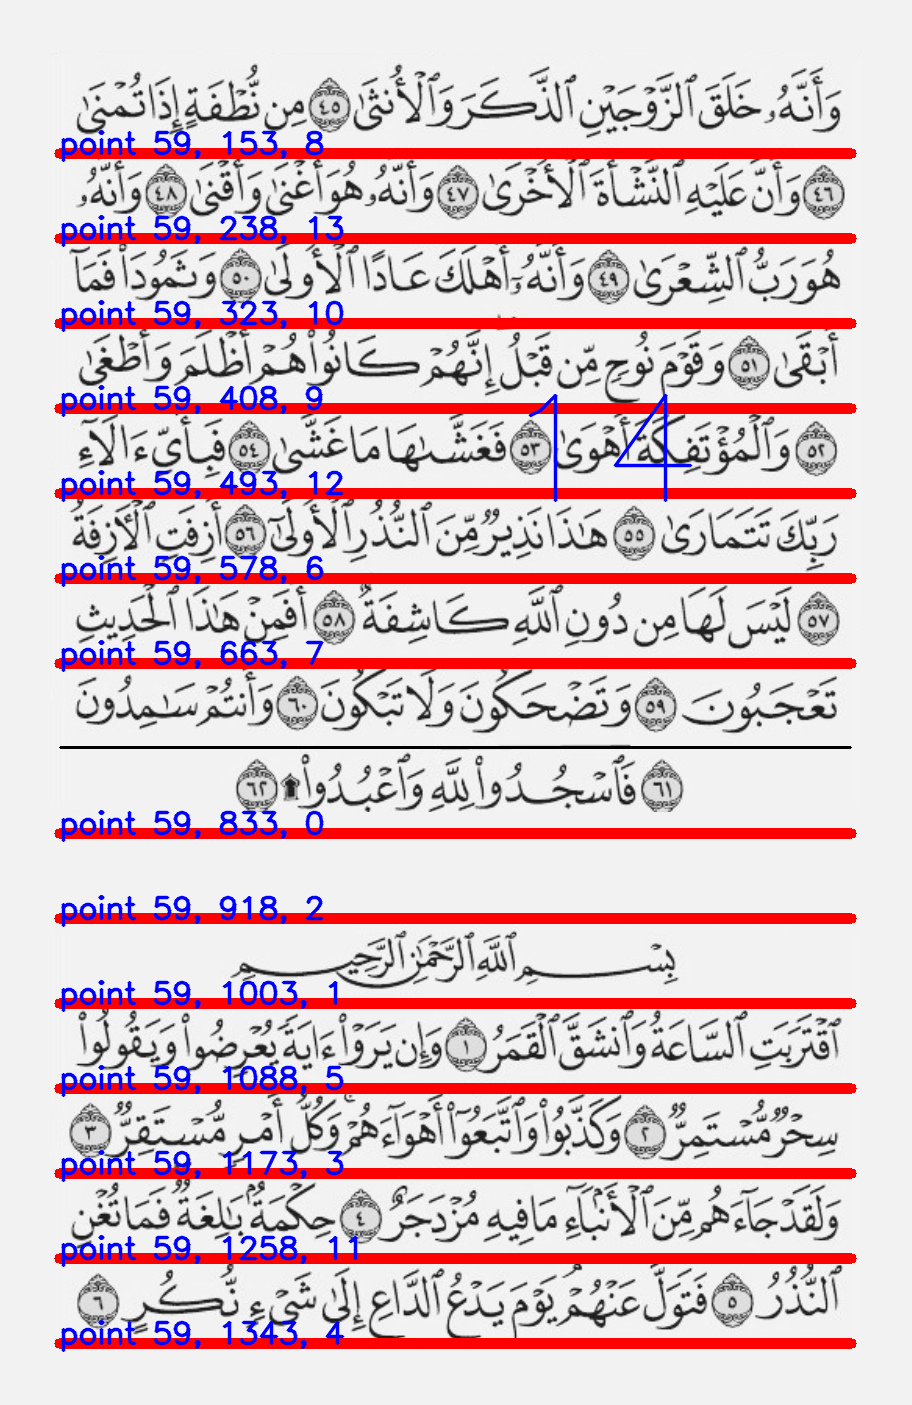 وَأَنَّهُۥ خَلَقَ ٱلزَّوْجَيْنِ ٱلذَّكَرَ وَٱلْأُنثَىٰ ٤٥ مِن نُّطْفَةٍ إِذَا تُمْنَىٰ
point 59, 153, 8
٤٦ وَأَنَّ عَلَيْهِ ٱلنَّشْأَةَ ٱلْأُخْرَىٰ ٤٧ وَأَنَّهُۥ هُوَ أَغْنَىٰ وَأَقْنَىٰ ٤٨ وَأَنَّهُۥ
point 59, 238, 13
هُوَ رَبُّ ٱلشِّعْرَىٰ ٤٩ وَأَنَّهُۥٓ أَهْلَكَ عَادًا ٱلْأُولَىٰ ٥٠ وَثَمُودَا۟ فَمَآ
point 59, 323, 10
أَبْقَىٰ ٥١ وَقَوْمَ نُوحٍ مِّن قَبْلُ إِنَّهُمْ كَانُوا۟ هُمْ أَظْلَمَ وَأَطْغَىٰ
point 59, 408, 9
٥٢ وَٱلْمُؤْتَفِكَةَ أَهْوَىٰ ٥٣ فَغَشَّىٰهَا مَا غَشَّىٰ ٥٤ فَبِأَىِّ ءَالَآءِ
14
point 59, 493, 12
رَبِّكَ تَتَمَارَىٰ ٥٥ هَٰذَا نَذِيرٌ مِّنَ ٱلنُّذُرِ ٱلْأُولَىٰٓ ٥٦ أَزِفَتِ ٱلْـَٔازِفَةُ
point 59, 578, 6
٥٧ لَيْسَ لَهَا مِن دُونِ ٱللَّهِ كَاشِفَةٌ ٥٨ أَفَمِنْ هَٰذَا ٱلْحَدِيثِ
point 59, 663, 7
تَعْجَبُونَ ٥٩ وَتَضْحَكُونَ وَلَا تَبْكُونَ ٦٠ وَأَنتُمْ سَٰمِدُونَ
٦١ فَٱسْجُدُوا۟ لِلَّهِ وَٱعْبُدُوا۟ ۩ ٦٢
point 59, 833, 0
point 59, 918, 2
بِسْمِ ٱللَّهِ ٱلرَّحْمَٰنِ ٱلرَّحِيمِ
point 59, 1003, 1
ٱقْتَرَبَتِ ٱلسَّاعَةُ وَٱنشَقَّ ٱلْقَمَرُ ١ وَإِن يَرَوْا۟ ءَايَةً يُعْرِضُوا۟ وَيَقُولُوا۟
point 59, 1088, 5
سِحْرٌ مُّسْتَمِرٌّ ٢ وَكَذَّبُوا۟ وَٱتَّبَعُوٓا۟ أَهْوَآءَهُمْ ۚ وَكُلُّ أَمْرٍ مُّسْتَقِرٌّ ٣
point 59, 1173, 3
وَلَقَدْ جَآءَهُم مِّنَ ٱلْأَنۢبَآءِ مَا فِيهِ مُزْدَجَرٌ ٤ حِكْمَةٌۢ بَٰلِغَةٌ ۖ فَمَا تُغْنِ
point 59, 1258, 11
ٱلنُّذُرُ ٥ فَتَوَلَّ عَنْهُمْ ۘ يَوْمَ يَدْعُ ٱلدَّاعِ إِلَىٰ شَىْءٍ نُّكُرٍ ٦
point 59, 1343, 4